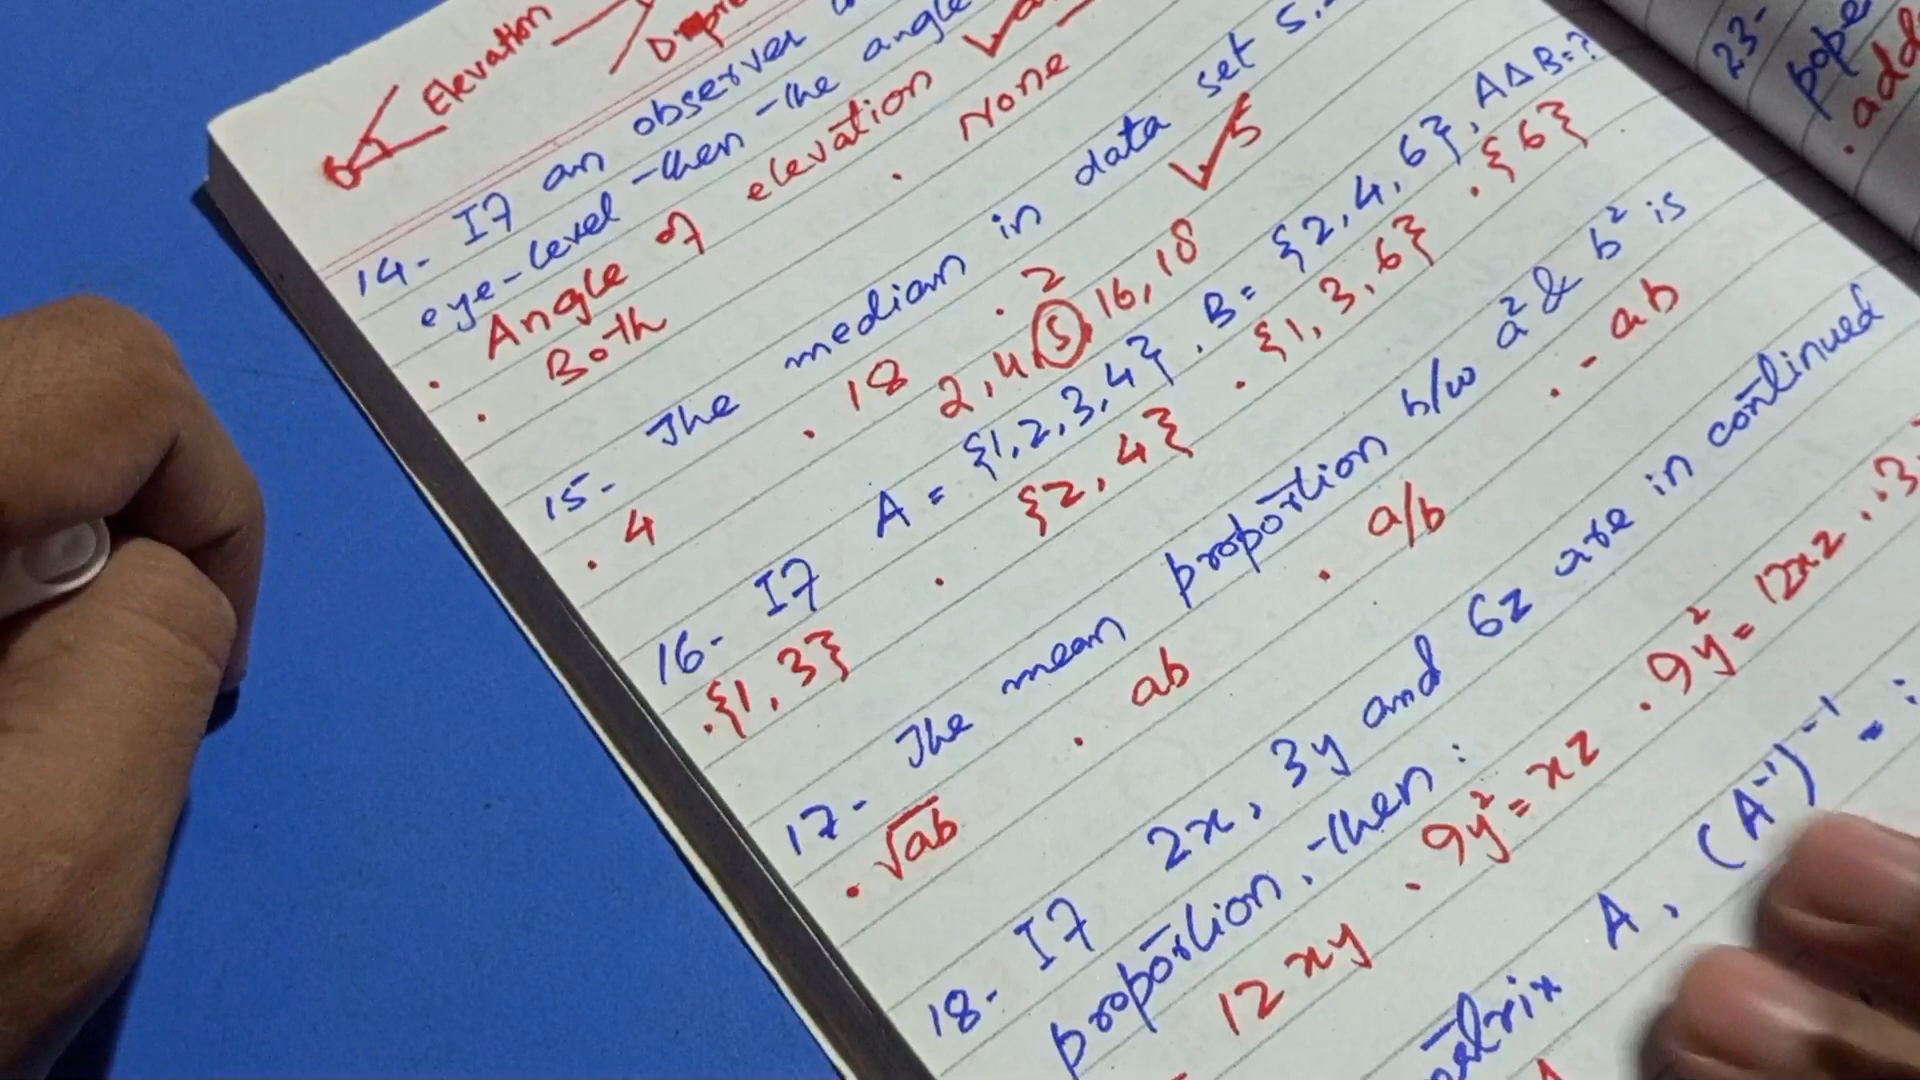 Elevation
14- If an observer
eye-level then the angle
. Angle of elevation
. Both . None
15- The median in data set 5,
. 4 . 18 . 2 5
2, 4, 5, 16, 18
16- If A = {1,2,3,4}, B = {2,4,6}, A∆B=?
.{1,3} . {2,4} . {1,3,6} .{6}
17- The mean proportion b/w a² & b² is
. √ab . ab . a/b . -ab
18- If 2x, 3y and 6z are in continued
proportion, then:
12xy . 9y²=xz . 9y²=12xz
A, (A⁻¹)⁻¹ =
23-
. add